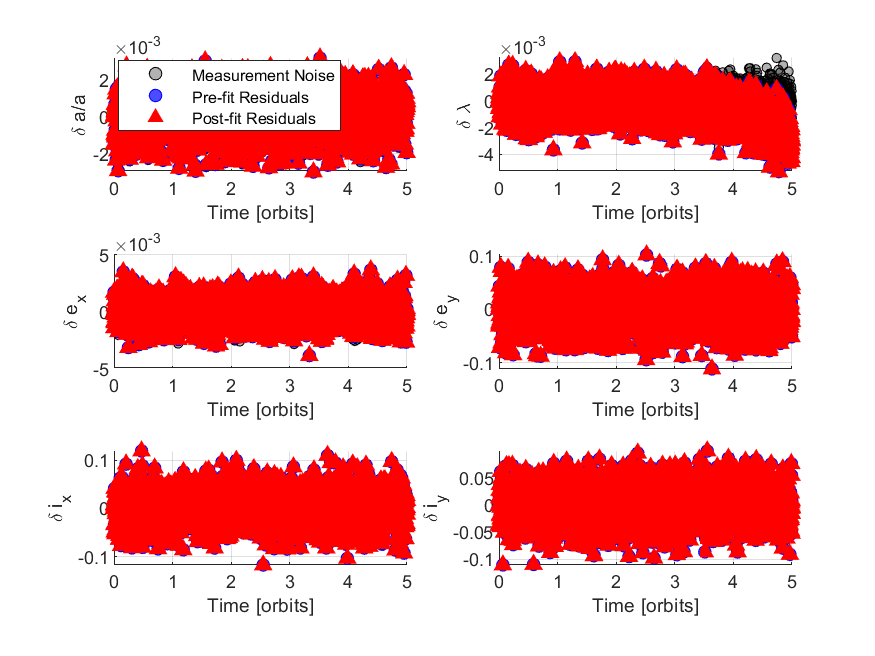 ×10-3
δ a/a
2
0
-2
Measurement Noise
Pre-fit Residuals
Post-fit Residuals
0 1 2 3 4 5
Time [orbits]
×10-3
δ λ
2
0
-2
-4
0 1 2 3 4 5
Time [orbits]
×10-3
δ ex
5
0
-5
0 1 2 3 4 5
Time [orbits]
δ ey
0.1
0
-0.1
0 1 2 3 4 5
Time [orbits]
δ ix
0.1
0
-0.1
0 1 2 3 4 5
Time [orbits]
δ iy
0.05
0
-0.05
-0.1
0 1 2 3 4 5
Time [orbits]